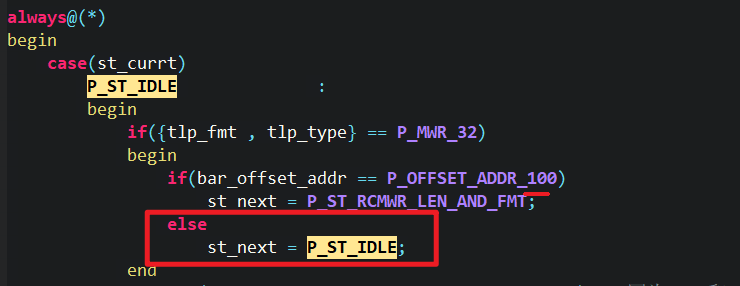 always@(*)
begin
case(st_currt)
P_ST_IDLE :
begin
if({tlp_fmt , tlp_type} == P_MWR_32)
begin
if(bar_offset_addr == P_OFFSET_ADDR_100)
st_next = P_ST_RCMWR_LEN_AND_FMT;
else
st_next = P_ST_IDLE;
end